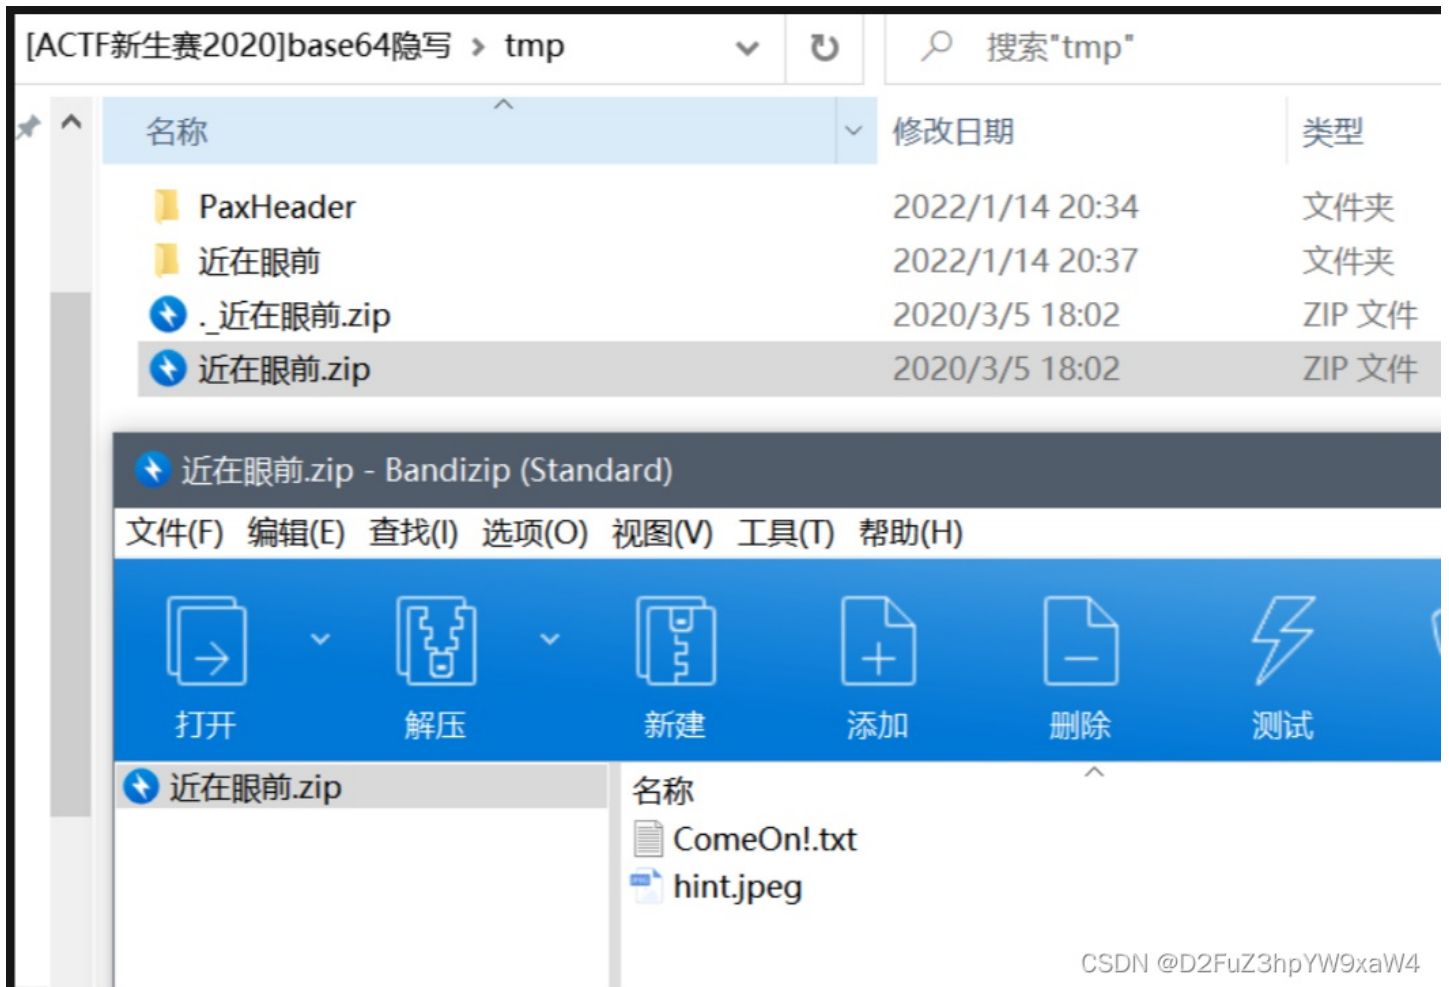 [ACTF新生赛2020]base64隐写 > tmp 搜索"tmp"
名称 修改日期 类型
PaxHeader 2022/1/14 20:34 文件夹
近在眼前 2022/1/14 20:37 文件夹
._近在眼前.zip 2020/3/5 18:02 ZIP 文件
近在眼前.zip 2020/3/5 18:02 ZIP 文件
近在眼前.zip - Bandizip (Standard)
文件(F) 编辑(E) 查找(I) 选项(O) 视图(V) 工具(T) 帮助(H)
打开 解压 新建 添加 删除 测试
近在眼前.zip 名称
ComeOn!.txt
hint.jpeg
CSDN @D2FuZ3hpYW9xaW4